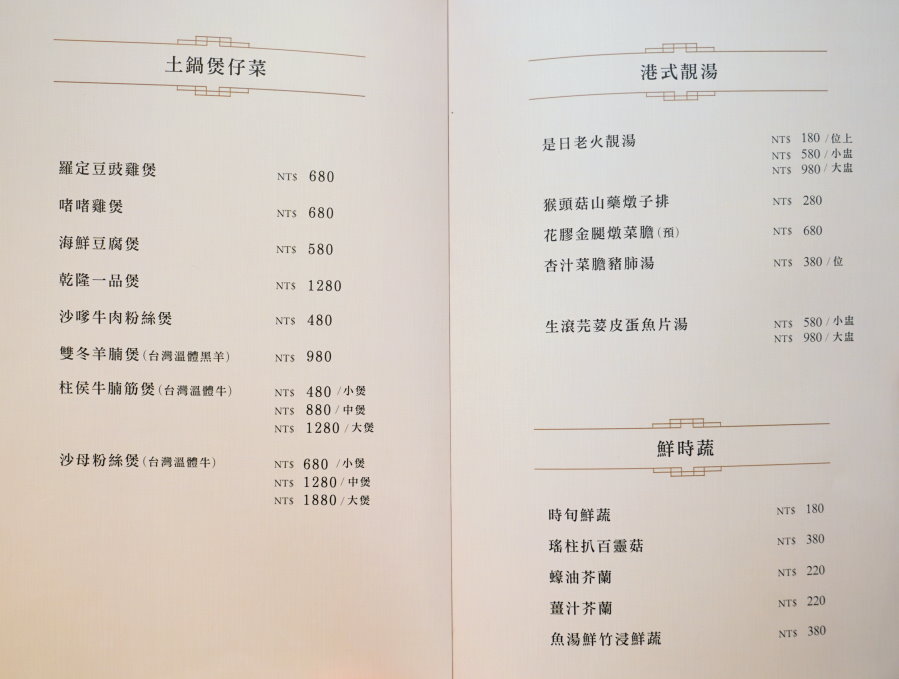 土鍋煲仔菜
羅定豆豉雞煲 NT$ 680
啫啫雞煲 NT$ 680
海鮮豆腐煲 NT$ 580
乾隆一品煲 NT$ 1280
沙嗲牛肉粉絲煲 NT$ 480
雙冬羊腩煲(台灣溫體黑羊) NT$ 980
柱侯牛腩筋煲(台灣溫體牛) NT$ 480 /小煲
NT$ 880 /中煲
NT$ 1280 /大煲
沙母粉絲煲(台灣溫體牛) NT$ 680 /小煲
NT$ 1280 /中煲
NT$ 1880 /大煲
港式靚湯
是日老火靚湯 NT$ 180 /位上
NT$ 580 /小盅
NT$ 980 /大盅
猴頭菇山藥燉子排 NT$ 280
花膠金腿燉菜膽(預) NT$ 680
杏汁菜膽豬肺湯 NT$ 380 /位
生滾芫荽皮蛋魚片湯 NT$ 580 /小盅
NT$ 980 /大盅
鮮時蔬
時旬鮮蔬 NT$ 180
瑤柱扒百靈菇 NT$ 380
蠔油芥蘭 NT$ 220
薑汁芥蘭 NT$ 220
魚湯鮮竹浸鮮蔬 NT$ 380